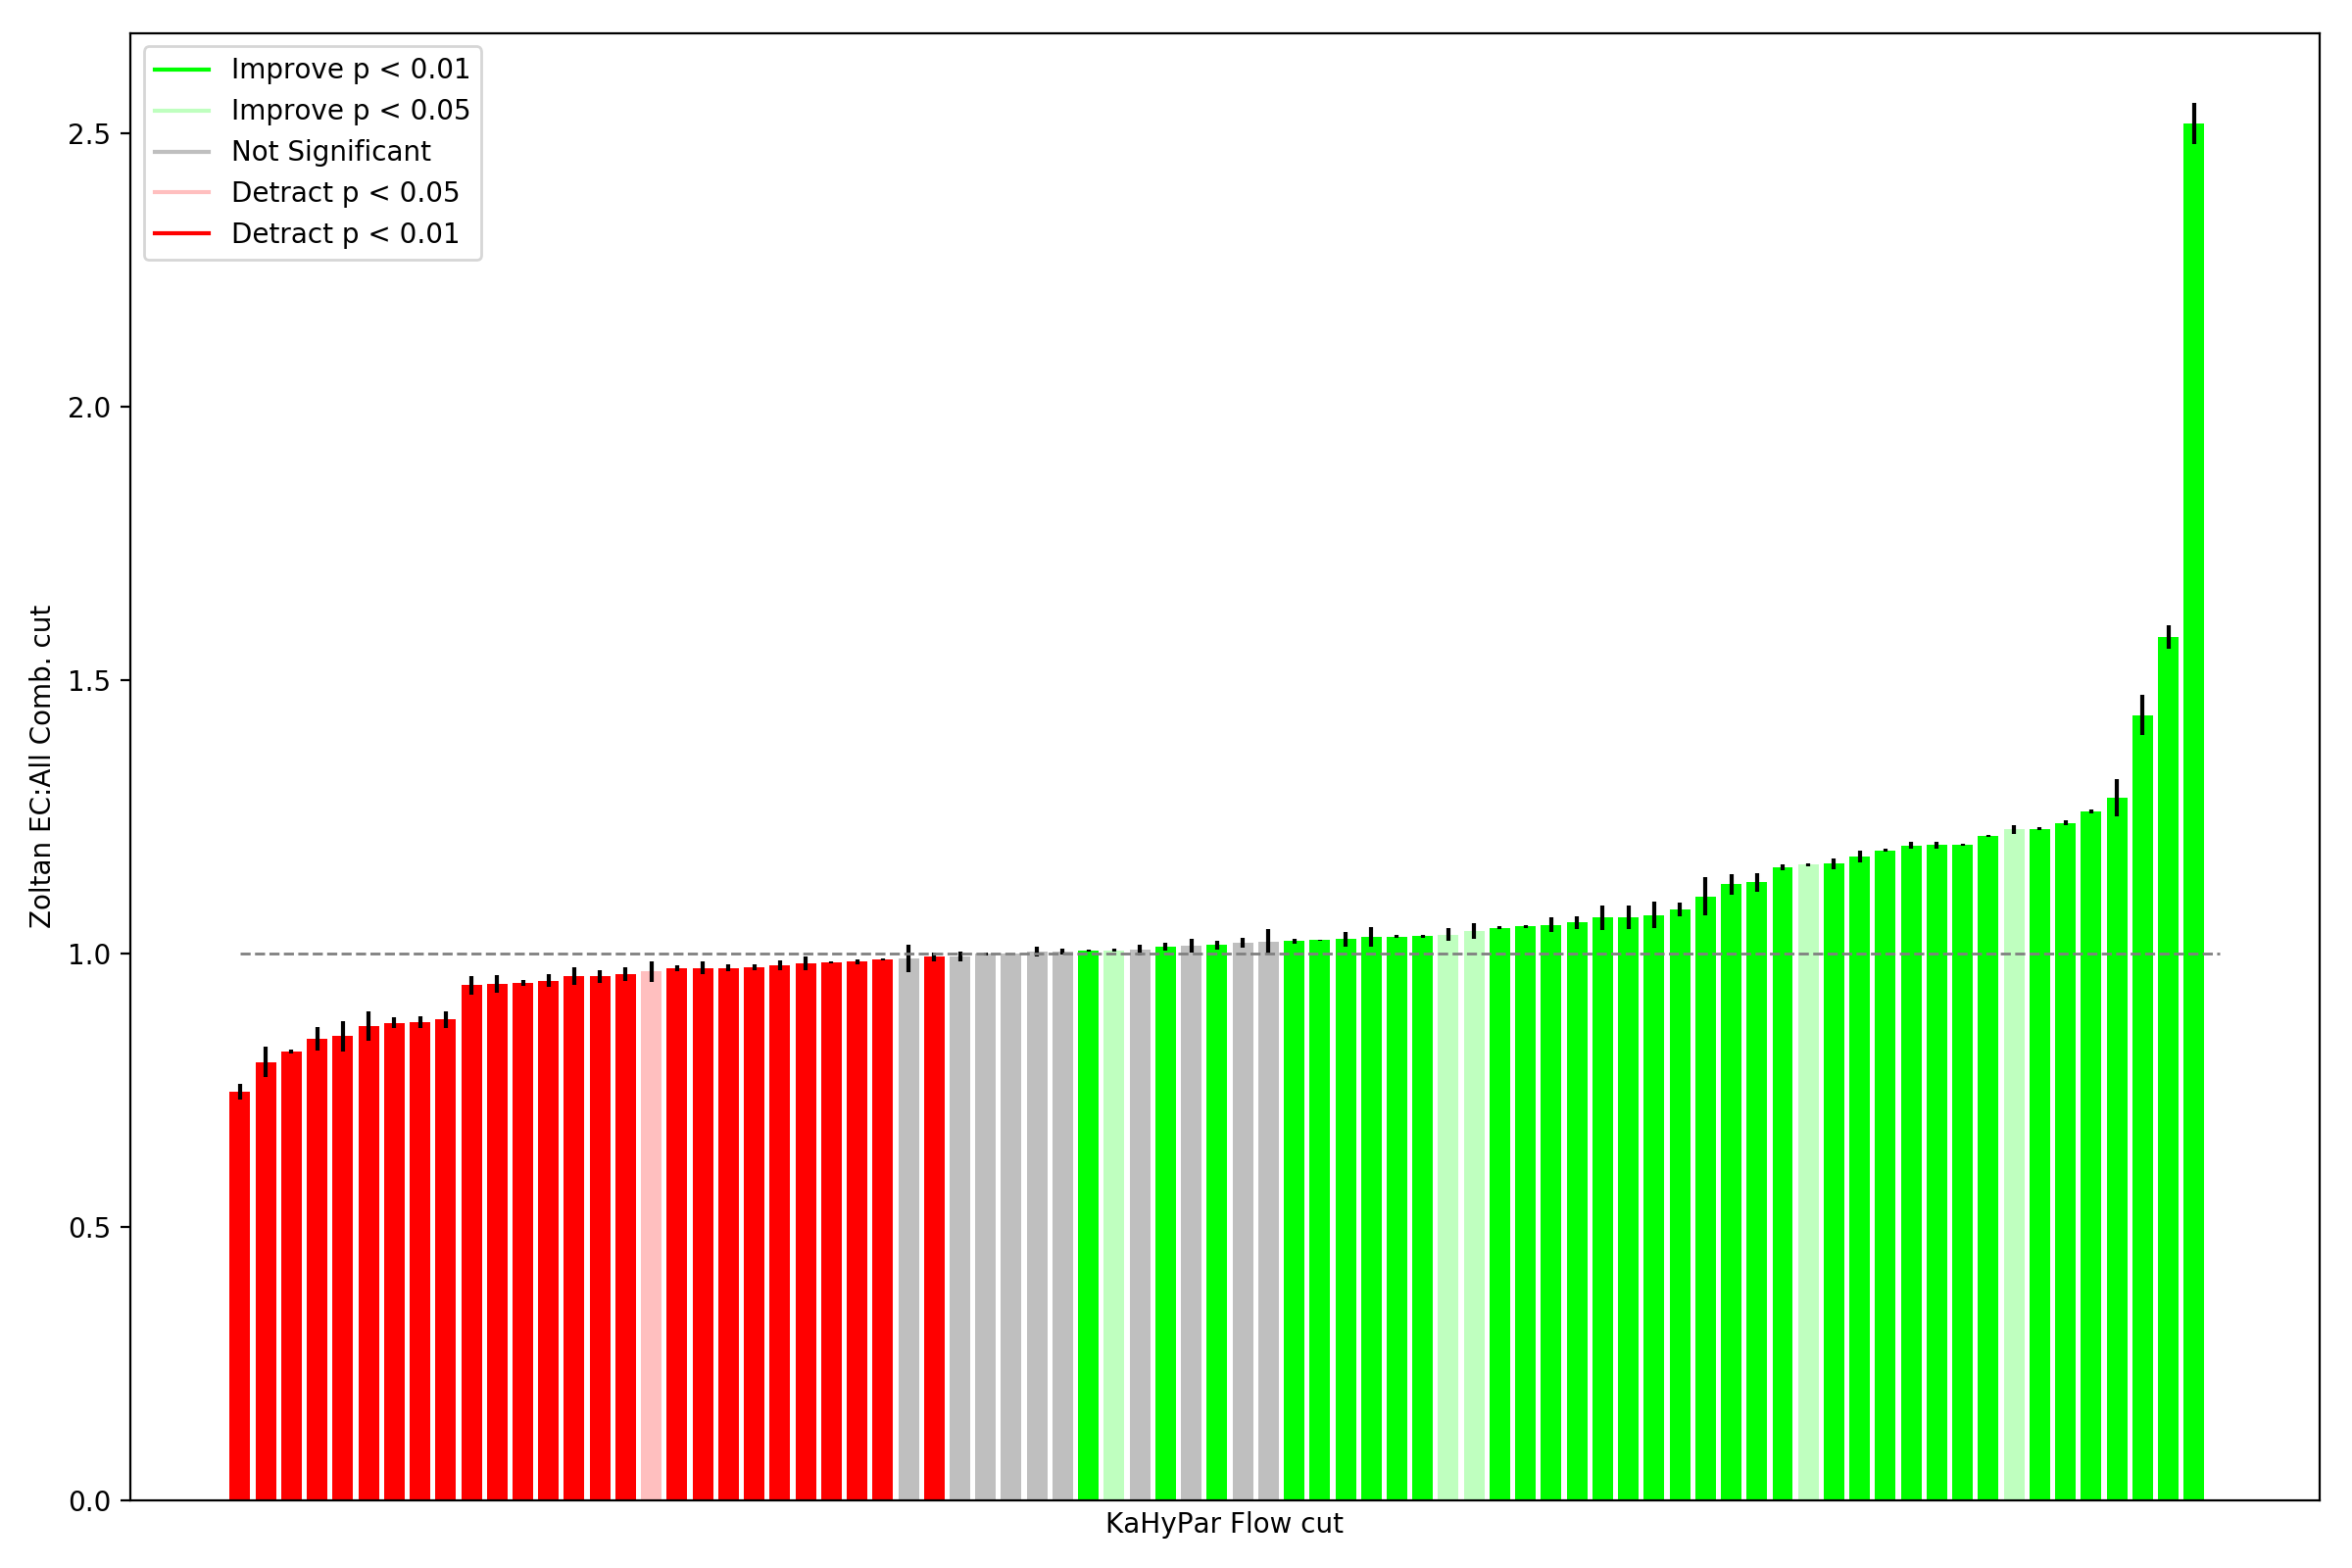 Improve p < 0.01
Improve p < 0.05
Not Significant
Detract p < 0.05
Detract p < 0.01
2.5
2.0
1.5
1.0
0.5
0.0
Zoltan EC:All Comb. cut
KaHyPar Flow cut